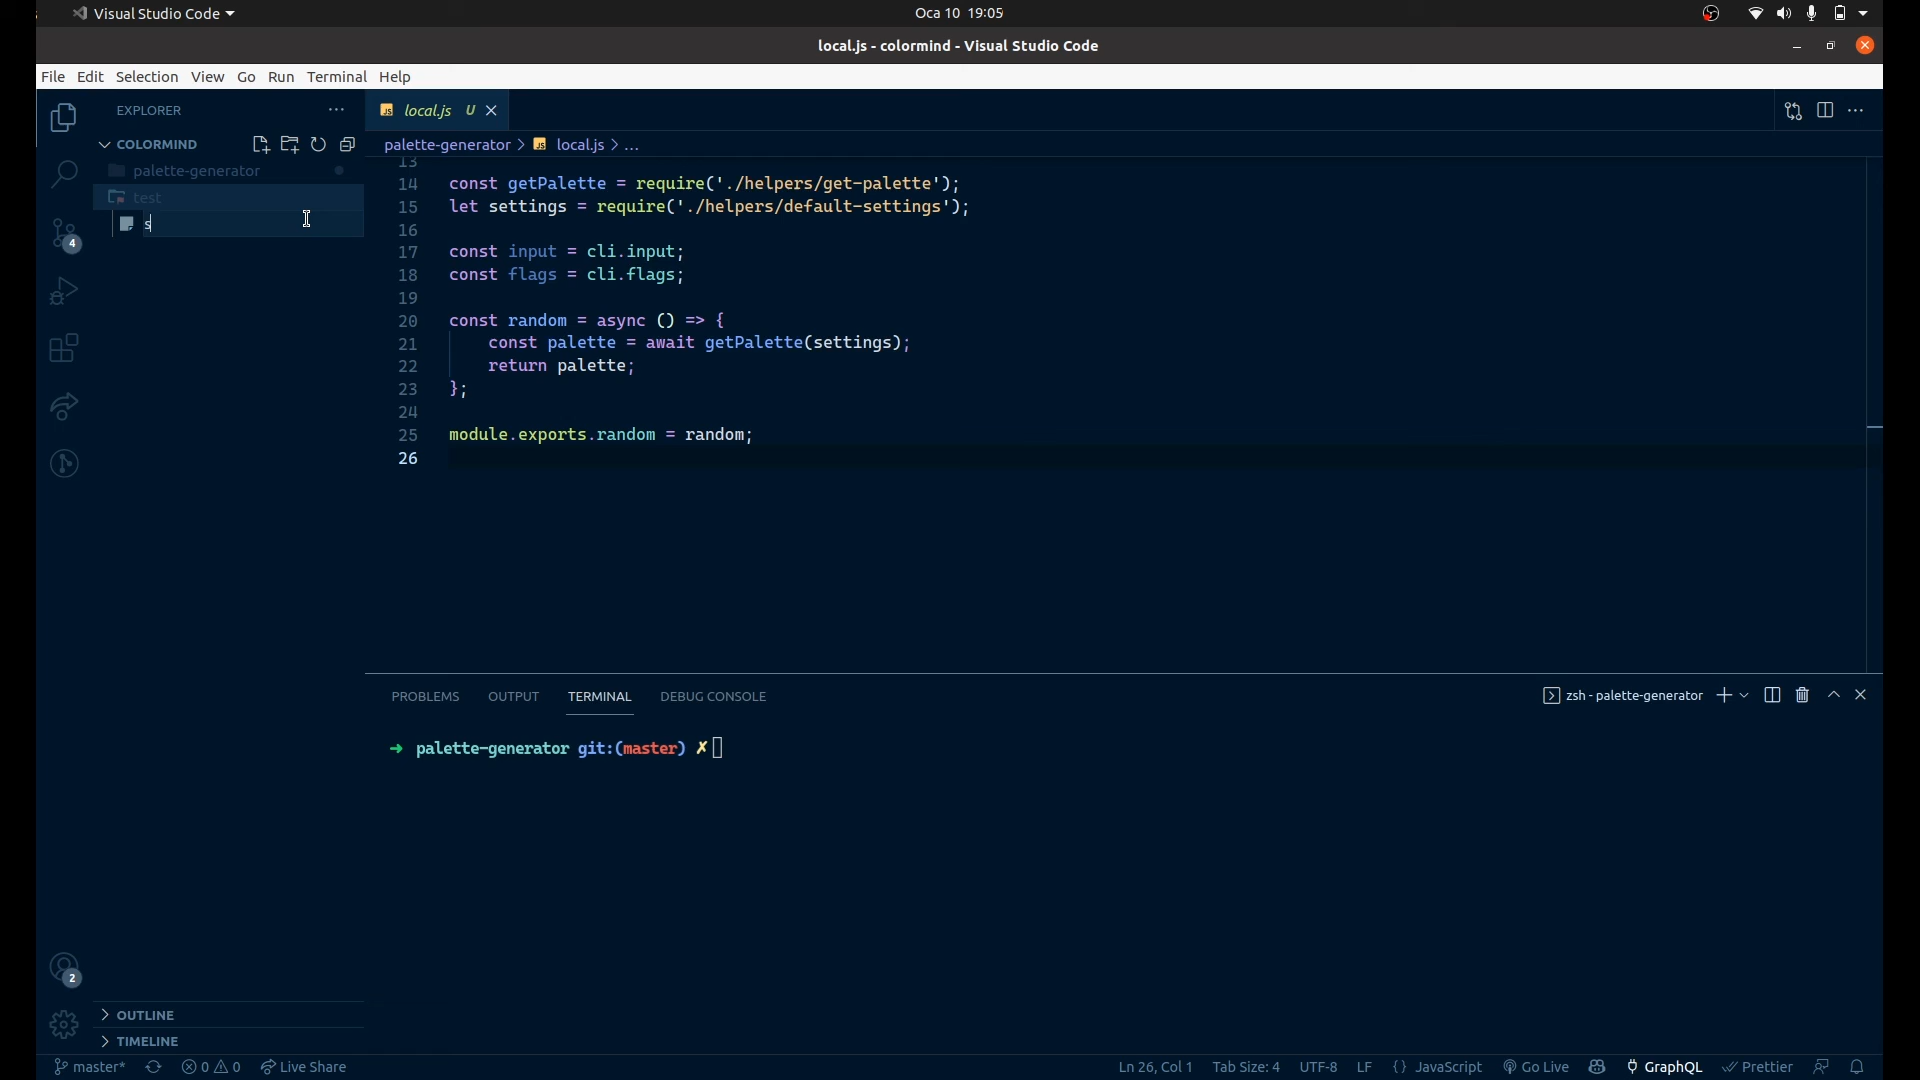 Visual Studio Code
Oca 10 19:05
local.js - colormind - Visual Studio Code
File Edit Selection View Go Run Terminal Help
EXPLORER
COLORMIND
palette-generator
test
s
4
2
OUTLINE
TIMELINE
local.js U
palette-generator > local.js > ...
13
14 const getPalette = require('./helpers/get-palette');
15 let settings = require('./helpers/default-settings');
16
17 const input = cli.input;
18 const flags = cli.flags;
19
20 const random = async () => {
21 const palette = await getPalette(settings);
22 return palette;
23 };
24
25 module.exports.random = random;
26
PROBLEMS OUTPUT TERMINAL DEBUG CONSOLE
zsh - palette-generator
➜ palette-generator git:(master) ✗
master* 0 0 Live Share
Ln 26, Col 1 Tab Size: 4 UTF-8 LF {} JavaScript Go Live GraphQL Prettier